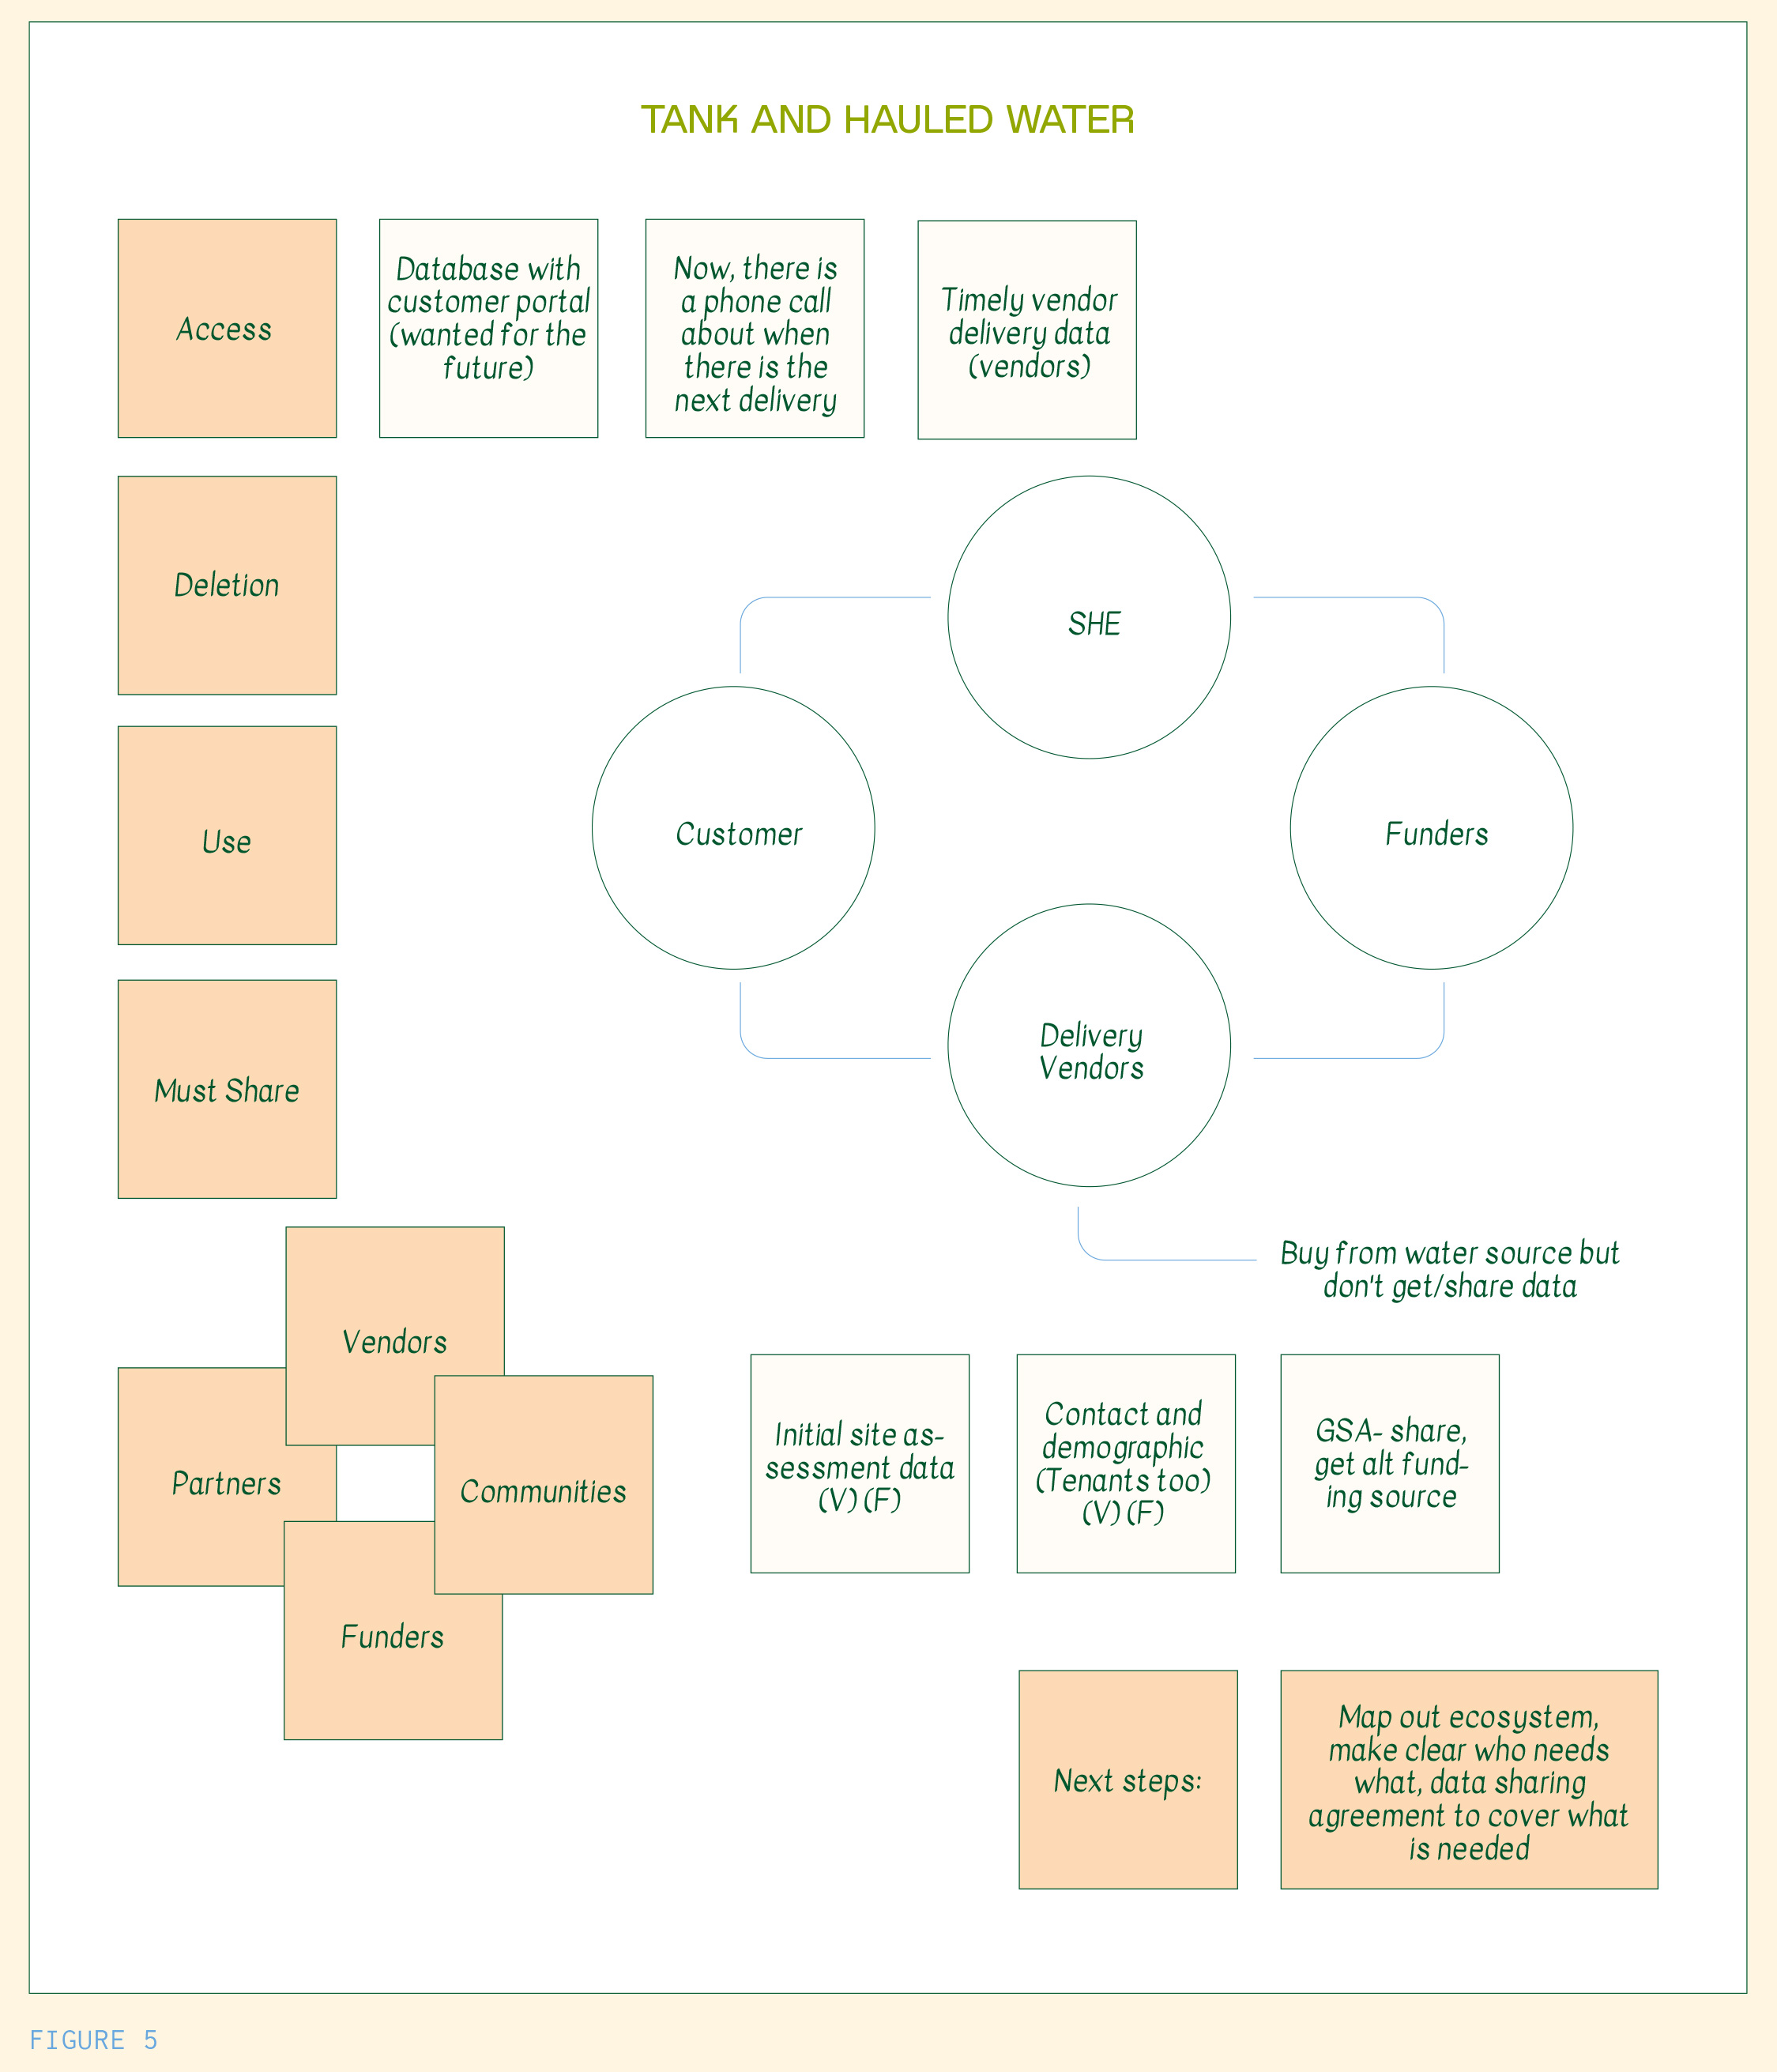 TANK AND HAULED WATER
Access
Database with
customer portal
(wanted for the
future)
Now, there is
a phone call
about when
there is the
next delivery
Timely vendor
delivery data
(vendors)
Deletion
Use
Must Share
SHE
Customer
Funders
Delivery
Vendors
Buy from water source but
don't get/share data
Vendors
Partners
Communities
Funders
Initial site as-
sessment data
(V) (F)
Contact and
demographic
(Tenants too)
(V) (F)
GSA- share,
get alt fund-
ing source
Next steps:
Map out ecosystem,
make clear who needs
what, data sharing
agreement to cover what
is needed
FIGURE 5